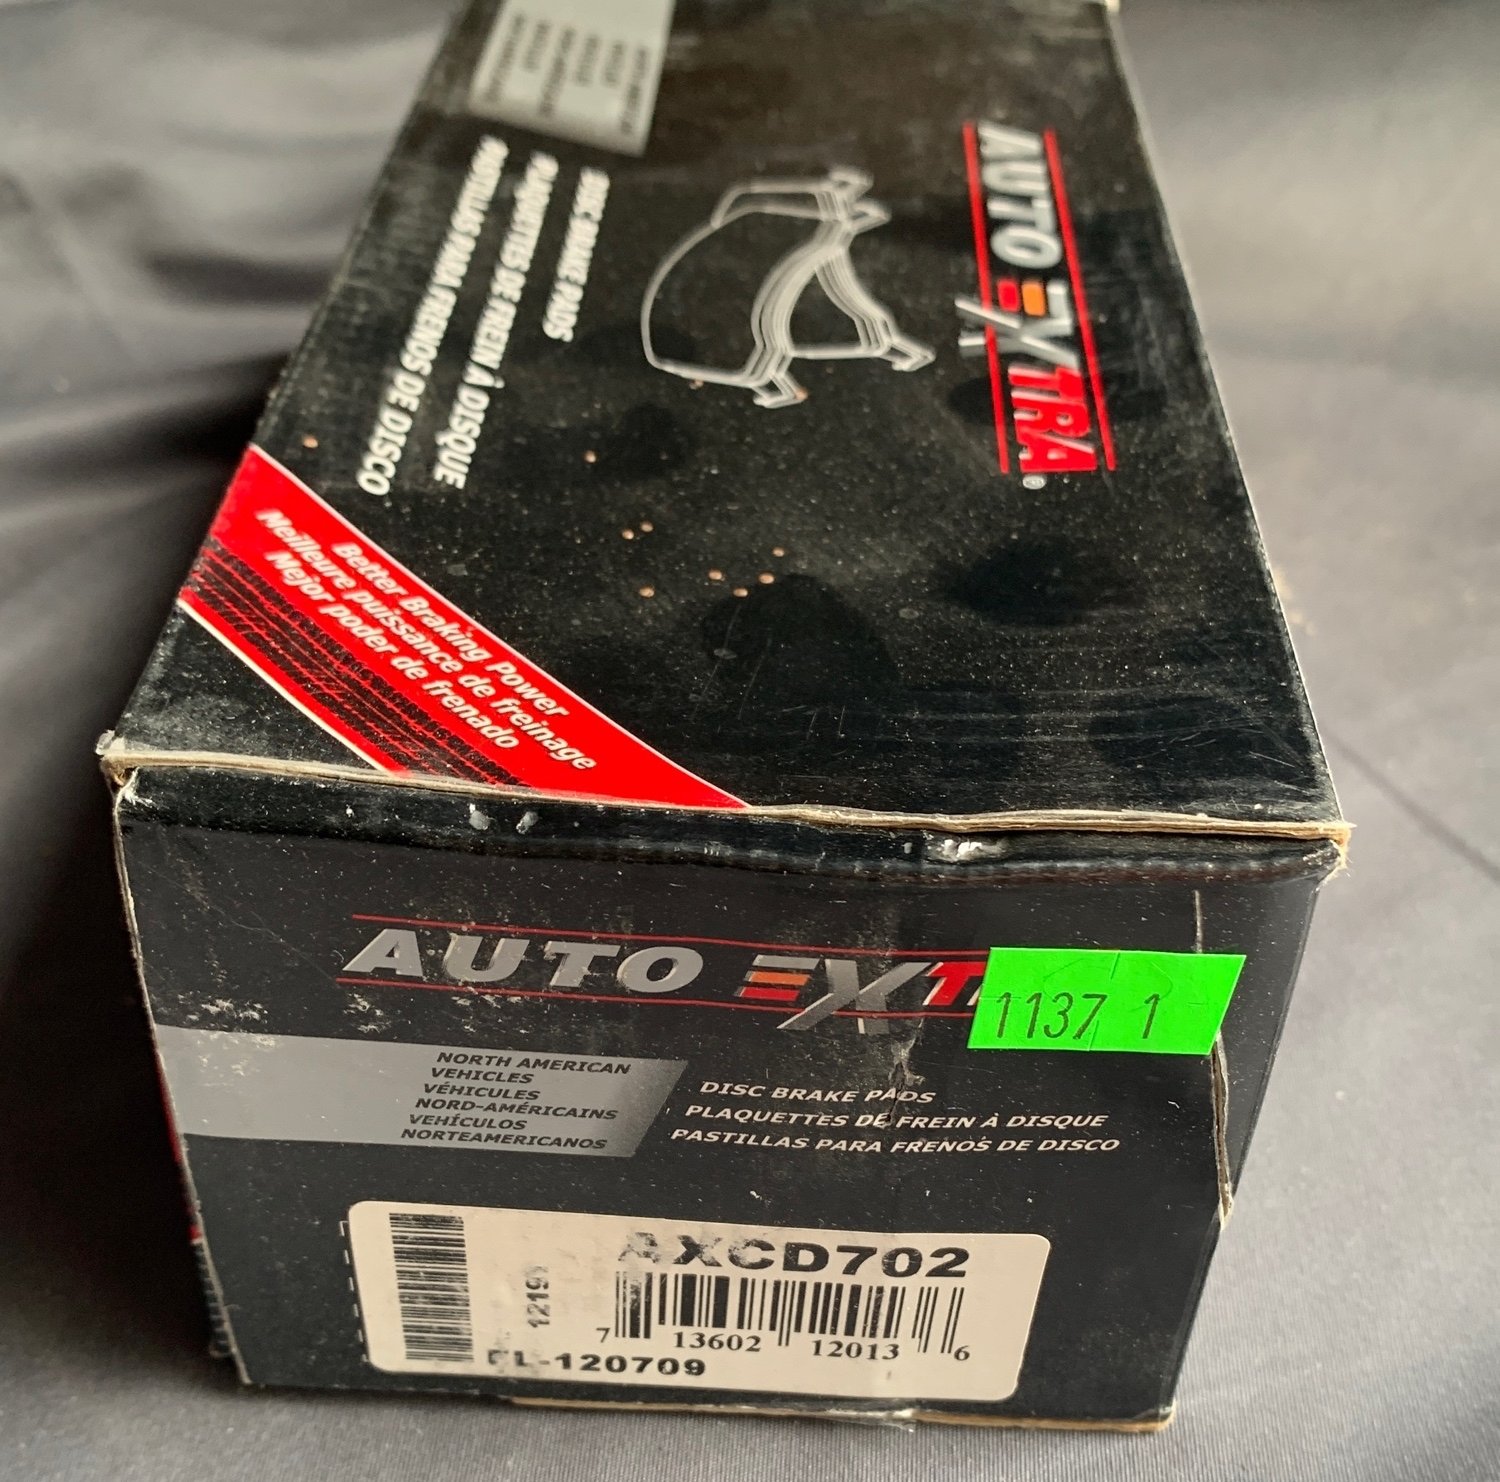 AUTO EXTRA®
DISC BRAKE PADS
PLAQUETTES DE FREIN À DISQUE
PASTILLAS PARA FRENOS DE DISCO
Better Braking Power
Meilleure puissance de freinage
Mejor poder de frenado
AUTO EXT
1137 1
NORTH AMERICAN
VEHICLES
VÉHICULES
NORD-AMÉRICAINS
VEHÍCULOS
NORTEAMERICANOS
DISC BRAKE PADS
PLAQUETTES DE FREIN À DISQUE
PASTILLAS PARA FRENOS DE DISCO
AXCD702
7 13602 12013 6